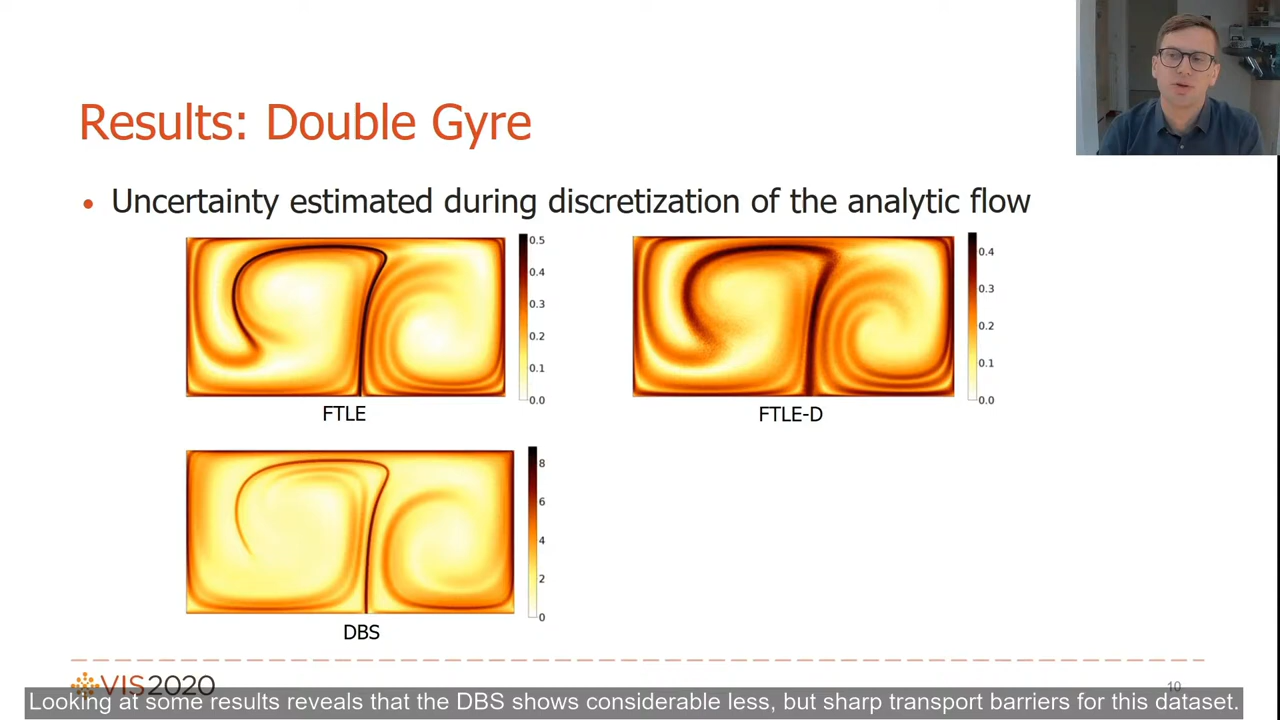 Results: Double Gyre
• Uncertainty estimated during discretization of the analytic flow
0.5
0.4
0.3
0.2
0.1
0.0
FTLE
0.4
0.3
0.2
0.1
0.0
FTLE-D
8
6
4
2
0
DBS
VIS2020
10
Looking at some results reveals that the DBS shows considerable less, but sharp transport barriers for this dataset.